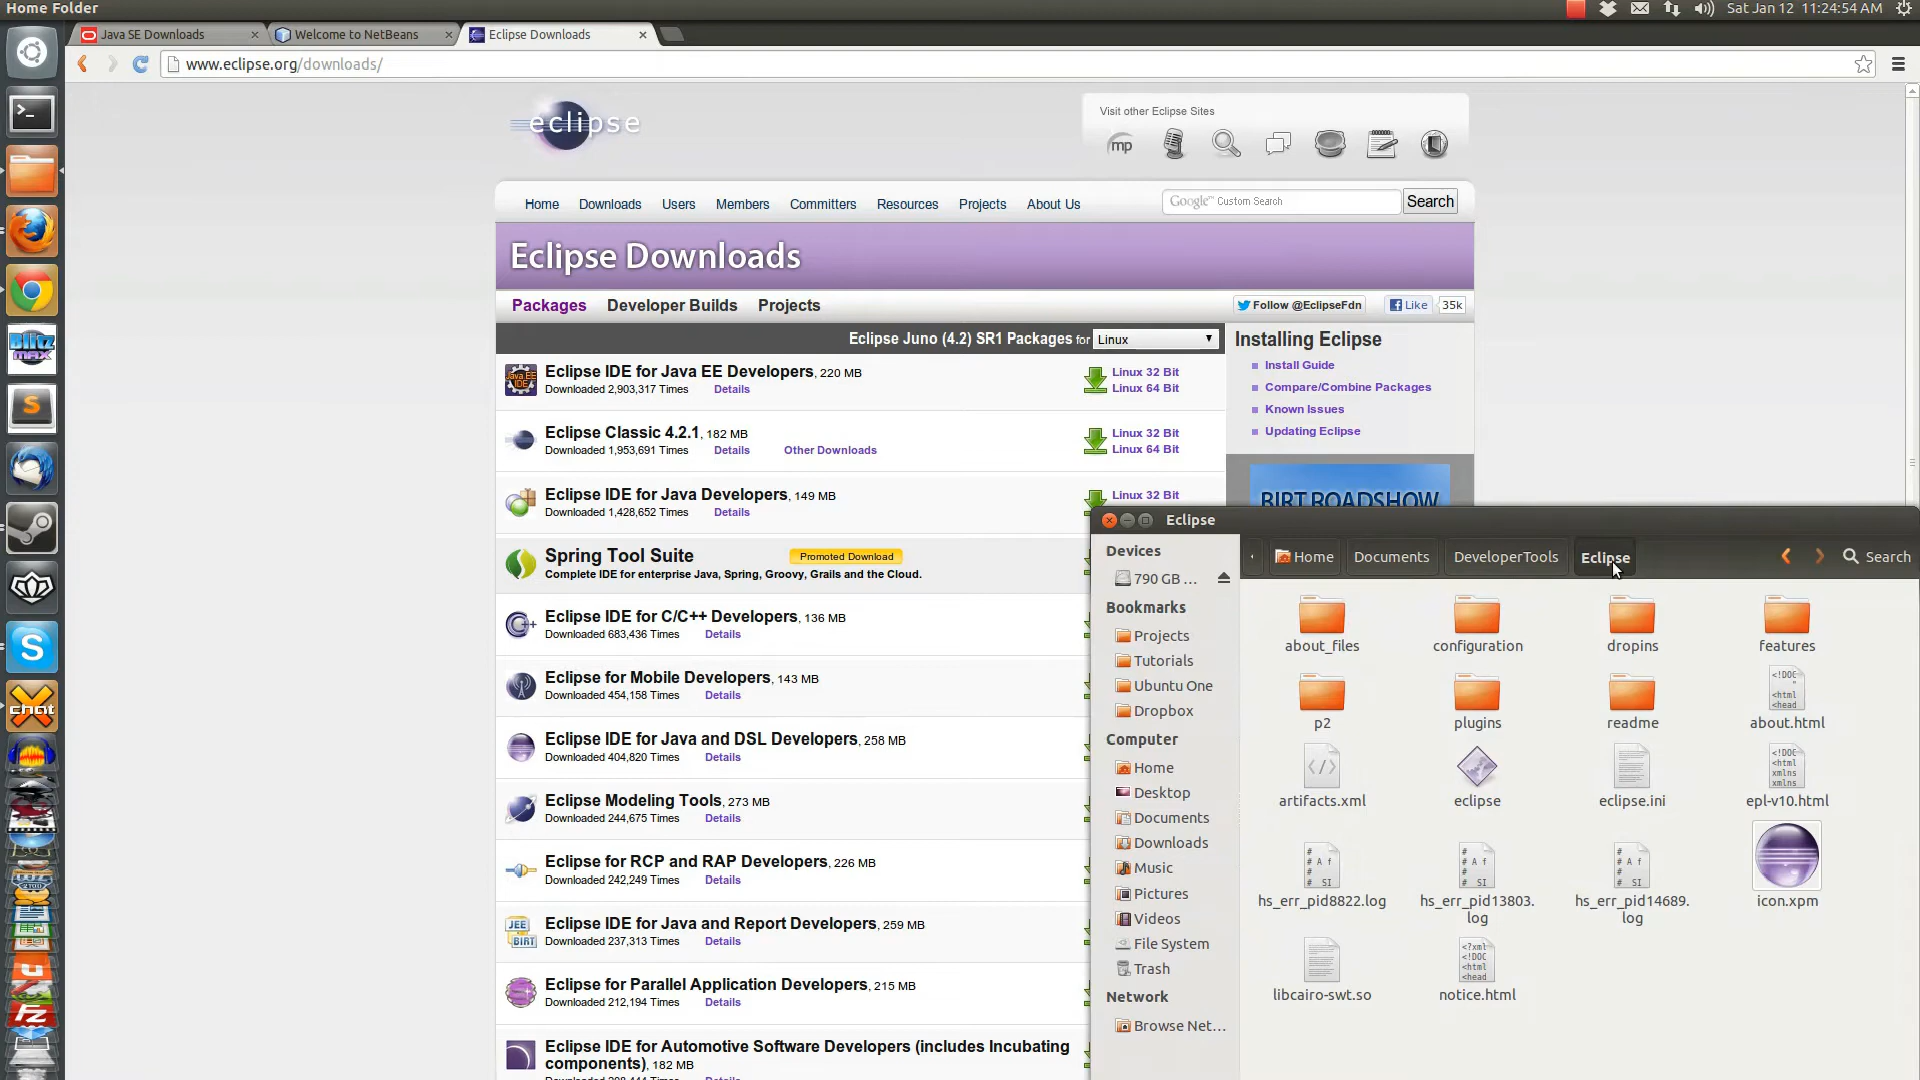 Home Folder
Sat Jan 12 11:24:54 AM
Java SE Downloads
Welcome to NetBeans
Eclipse Downloads
www.eclipse.org/downloads/
eclipse
Visit other Eclipse Sites
mp
Home Downloads Users Members Committers Resources Projects About Us
Google™ Custom Search
Search
Eclipse Downloads
Packages Developer Builds Projects
Follow @EclipseFdn
Like 35k
Eclipse Juno (4.2) SR1 Packages for Linux
Java EE IDE
Eclipse IDE for Java EE Developers, 220 MB
Downloaded 2,903,317 Times Details
Linux 32 Bit
Linux 64 Bit
Eclipse Classic 4.2.1, 182 MB
Downloaded 1,953,691 Times Details Other Downloads
Linux 32 Bit
Linux 64 Bit
Eclipse IDE for Java Developers, 149 MB
Downloaded 1,428,652 Times Details
Linux 32 Bit
Spring Tool Suite
Promoted Download
Complete IDE for enterprise Java, Spring, Groovy, Grails and the Cloud.
Eclipse IDE for C/C++ Developers, 136 MB
Downloaded 683,436 Times Details
Eclipse for Mobile Developers, 143 MB
Downloaded 454,158 Times Details
Eclipse IDE for Java and DSL Developers, 258 MB
Downloaded 404,820 Times Details
Eclipse Modeling Tools, 273 MB
Downloaded 244,675 Times Details
Eclipse for RCP and RAP Developers, 226 MB
Downloaded 242,249 Times Details
JEE
BIRT
Eclipse IDE for Java and Report Developers, 259 MB
Downloaded 237,313 Times Details
Eclipse for Parallel Application Developers, 215 MB
Downloaded 212,194 Times Details
Eclipse IDE for Automotive Software Developers (includes Incubating
components), 182 MB
Installing Eclipse
Install Guide
Compare/Combine Packages
Known Issues
Updating Eclipse
BIRT ROADSHOW
Blitz
max
S
S
chat
Eclipse
Devices
790 GB ...
Bookmarks
Projects
Tutorials
Ubuntu One
Dropbox
Computer
Home
Desktop
Documents
Downloads
Music
Pictures
Videos
File System
Trash
Network
Browse Net...
Home Documents DeveloperTools Eclipse
Search
about_files
configuration
dropins
features
p2
plugins
readme
about.html
artifacts.xml
eclipse
eclipse.ini
epl-v10.html
hs_err_pid8822.log
hs_err_pid13803.
log
hs_err_pid14689.
log
icon.xpm
libcairo-swt.so
notice.html